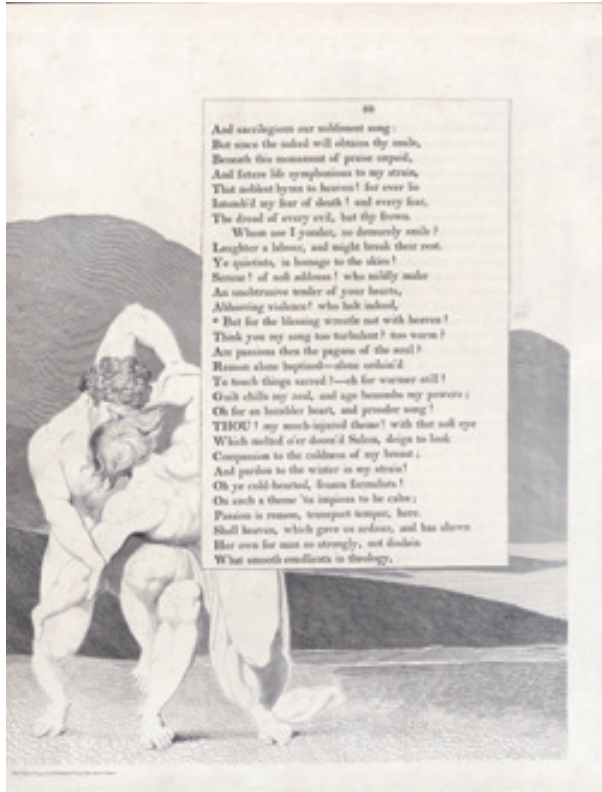 And sacrilegious our sublimest song:
But since the naked will obtains thy smile,
Beneath this monument of praise unpaid,
And future life symphonious to my strain,
That noblest hymn to heaven! for ever lie
Intomb'd my fear of death! and every fear,
The dread of every evil, but thy frown.
Whom see I yonder, so demurely smile?
Laughter a labour, and might break their rest.
Ye quietists, in homage to the skies!
Serene! of soft address! who mildly make
An unobtrusive tender of your hearts,
Abhorring violence! who halt indeed,
* But for the blessing wrestle not with heaven!
Think you my song too turbulent? too warm?
Are passions then the pagans of the soul?
Reason alone baptized—alone ordain'd
To touch things sacred?—oh for warmer still!
Guilt chills my zeal, and age benumbs my powers;
Oh for an humbler heart, and prouder song!
THOU! my much-injured theme! with that soft eye
Which melted o'er doom'd Salem, deign to look
Compassion to the coldness of my breast;
And pardon to the winter in my strain!
Oh ye cold-hearted, frozen formalists!
On such a theme 'tis impious to be calm;
Passion is reason, transport temper, here.
Shall heaven, which gave us ardour, and has shewn
Her own for man so strongly, not disdain
What smooth emollients in theology,